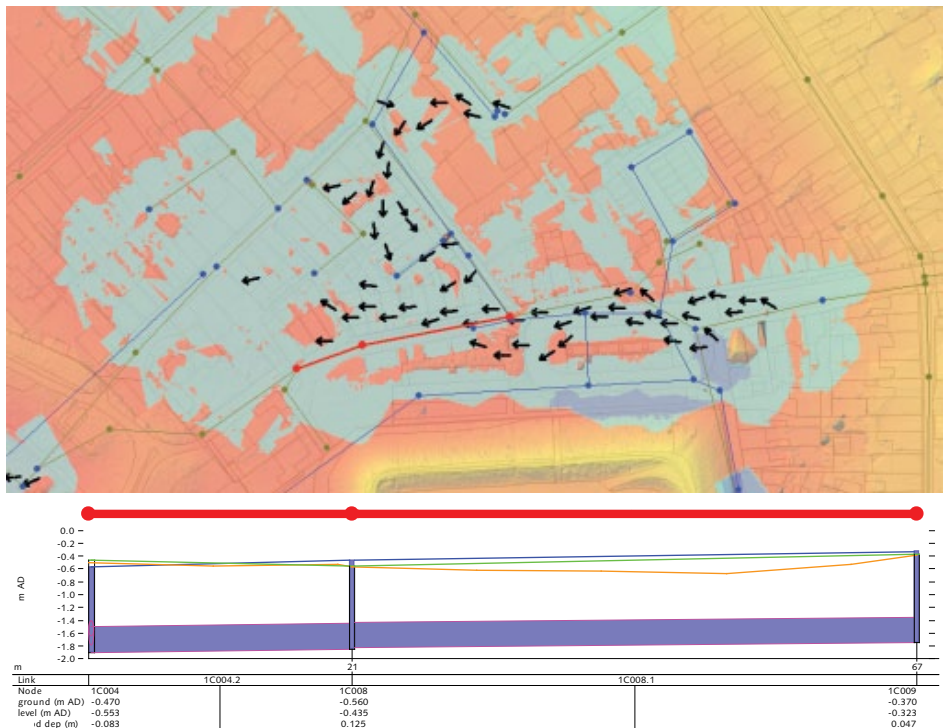 0.0
-0.2
-0.4
-0.6
-0.8
-1.0
-1.2
-1.4
-1.6
-1.8
-2.0
m AD
m 21 67
Link 1C004.2 1C008.1
Node 1C004 1C008 1C009
ground (m AD) -0.470 -0.560 -0.370
level (m AD) -0.553 -0.435 -0.323
d dep (m) -0.083 0.125 0.047